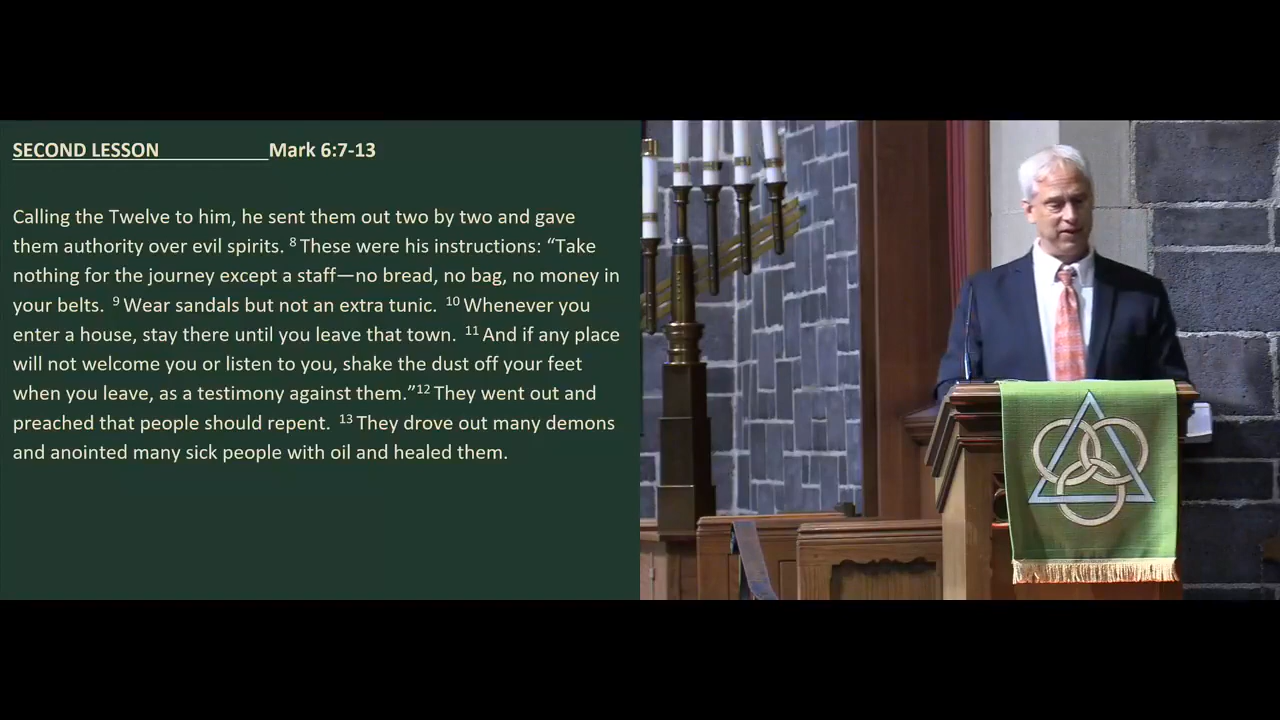 SECOND LESSON Mark 6:7-13
Calling the Twelve to him, he sent them out two by two and gave
them authority over evil spirits. 8 These were his instructions: “Take
nothing for the journey except a staff—no bread, no bag, no money in
your belts. 9 Wear sandals but not an extra tunic. 10 Whenever you
enter a house, stay there until you leave that town. 11 And if any place
will not welcome you or listen to you, shake the dust off your feet
when you leave, as a testimony against them.”12 They went out and
preached that people should repent. 13 They drove out many demons
and anointed many sick people with oil and healed them.